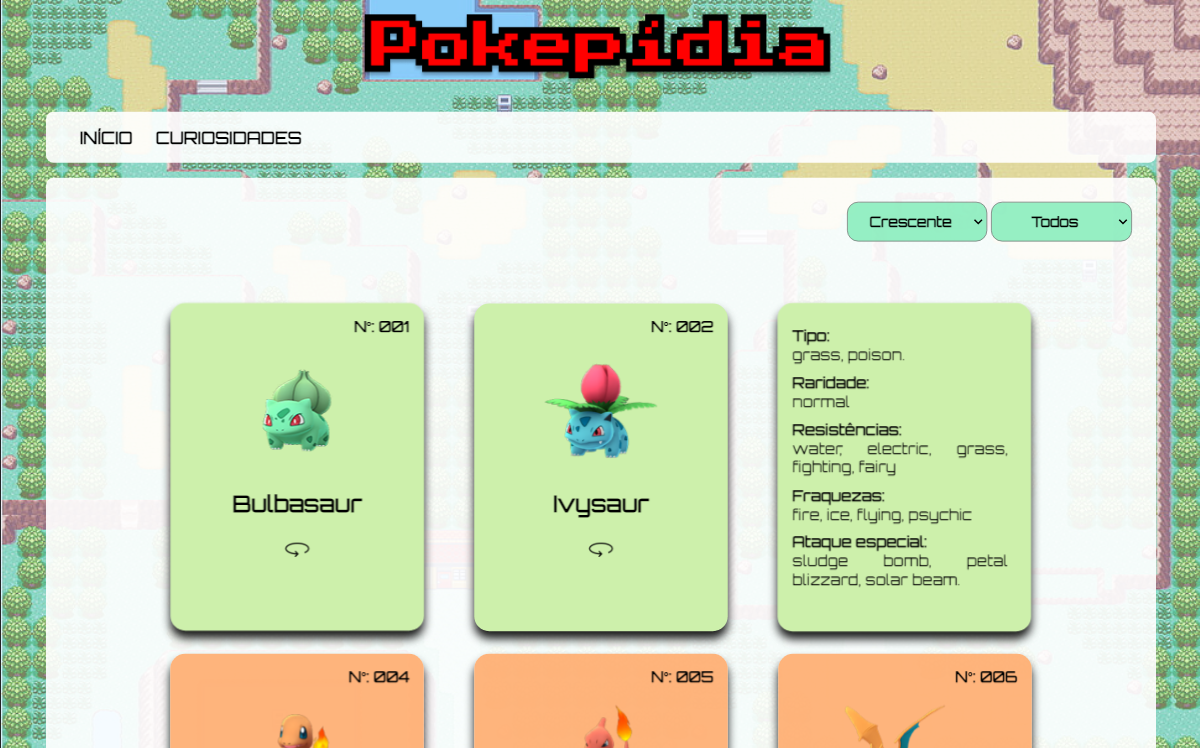 Pokepidia
INÍCIO CURIOSIDADES
Crescente Todos
Nº: 001
Bulbasaur
Nº: 002
Ivysaur
Tipo:
grass, poison.
Raridade:
normal
Resistências:
water, electric, grass,
fighting, fairy
Fraquezas:
fire, ice, flying, psychic
Ataque especial:
sludge bomb, petal
blizzard, solar beam.
Nº: 004
Nº: 005
Nº: 006